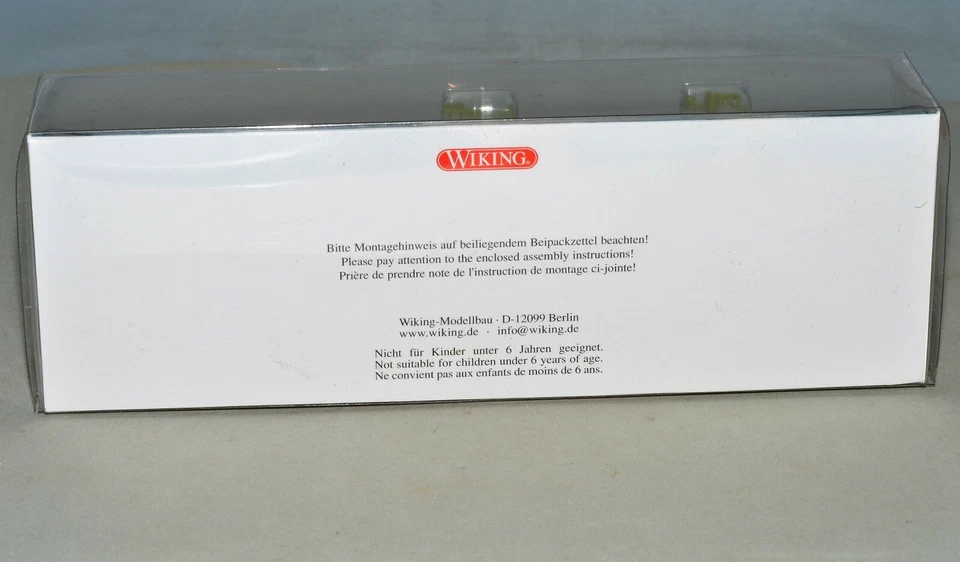 WIKING®
Bitte Montagehinweis auf beiliegendem Beipackzettel beachten!
Please pay attention to the enclosed assembly instructions!
Prière de prendre note de l'instruction de montage ci-jointe!
Wiking-Modellbau · D-12099 Berlin
www.wiking.de · info@wiking.de
Nicht für Kinder unter 6 Jahren geeignet.
Not suitable for children under 6 years of age.
Ne convient pas aux enfants de moins de 6 ans.